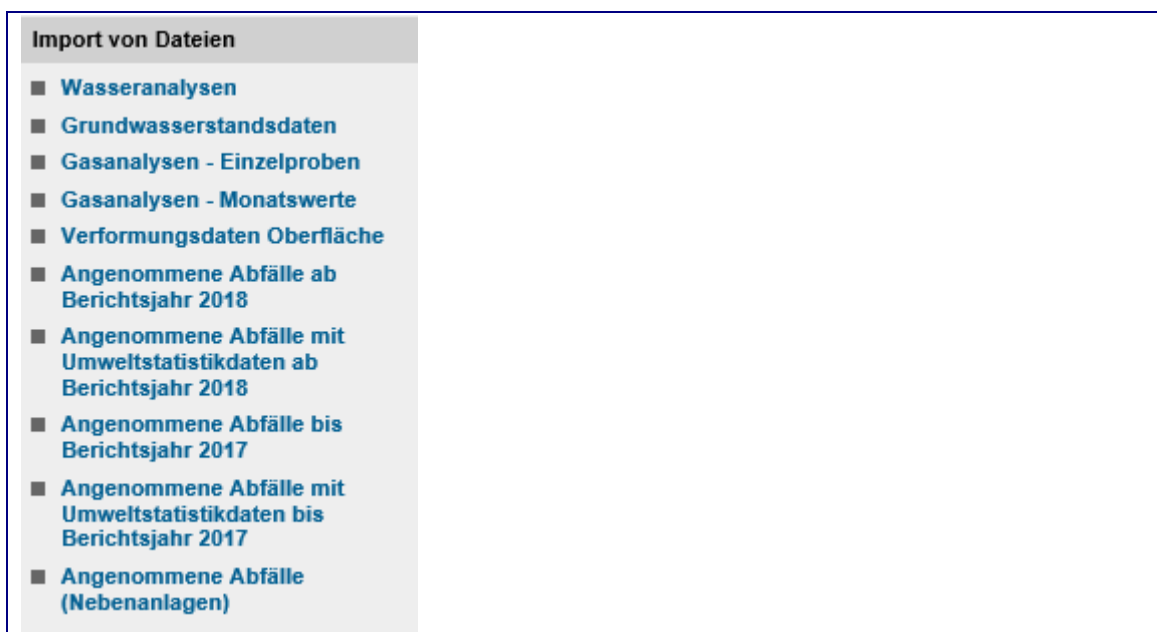 Import von Dateien
Wasseranalysen
Grundwasserstandsdaten
Gasanalysen - Einzelproben
Gasanalysen - Monatswerte
Verformungsdaten Oberfläche
Angenommene Abfälle ab
Berichtsjahr 2018
Angenommene Abfälle mit
Umweltstatistikdaten ab
Berichtsjahr 2018
Angenommene Abfälle bis
Berichtsjahr 2017
Angenommene Abfälle mit
Umweltstatistikdaten bis
Berichtsjahr 2017
Angenommene Abfälle
(Nebenanlagen)